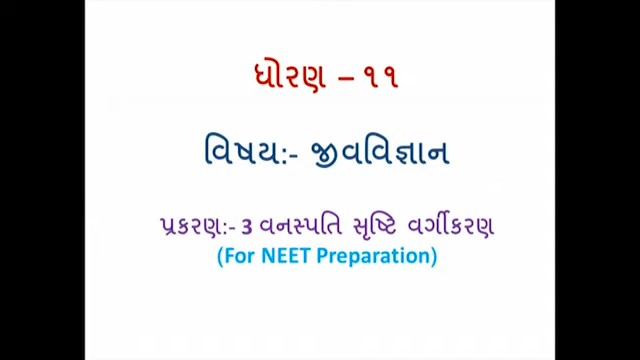 ધોરણ – ૧૧
વિષય:- જીવવિજ્ઞાન
પ્રકરણ:- 3 વનસ્પતિ સૃષ્ટિ વર્ગીકરણ
(For NEET Preparation)